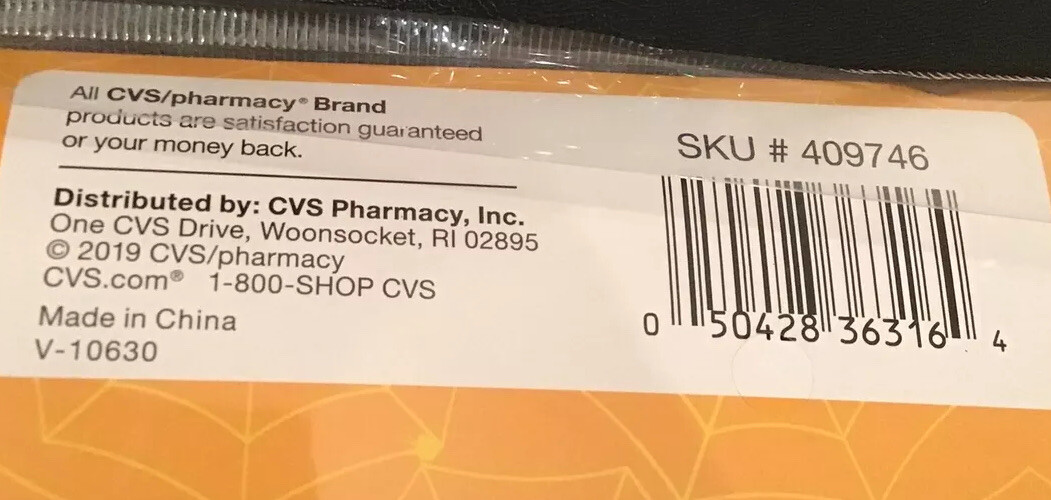 All CVS/pharmacy® Brand
products are satisfaction guaranteed
or your money back.
Distributed by: CVS Pharmacy, Inc.
One CVS Drive, Woonsocket, RI 02895
© 2019 CVS/pharmacy
CVS.com® 1-800-SHOP CVS
Made in China
V-10630
SKU # 409746
0 50428 36316 4